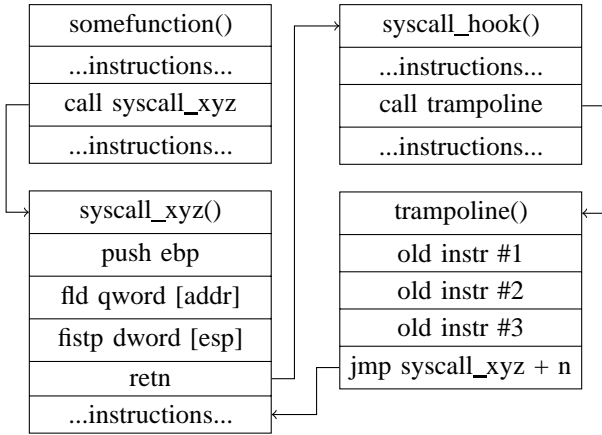 somefunction()
...instructions...
call syscall_xyz
...instructions...
syscall_xyz()
push ebp
fld qword [addr]
fistp dword [esp]
retn
...instructions...
syscall_hook()
...instructions...
call trampoline
...instructions...
trampoline()
old instr #1
old instr #2
old instr #3
jmp syscall_xyz + n